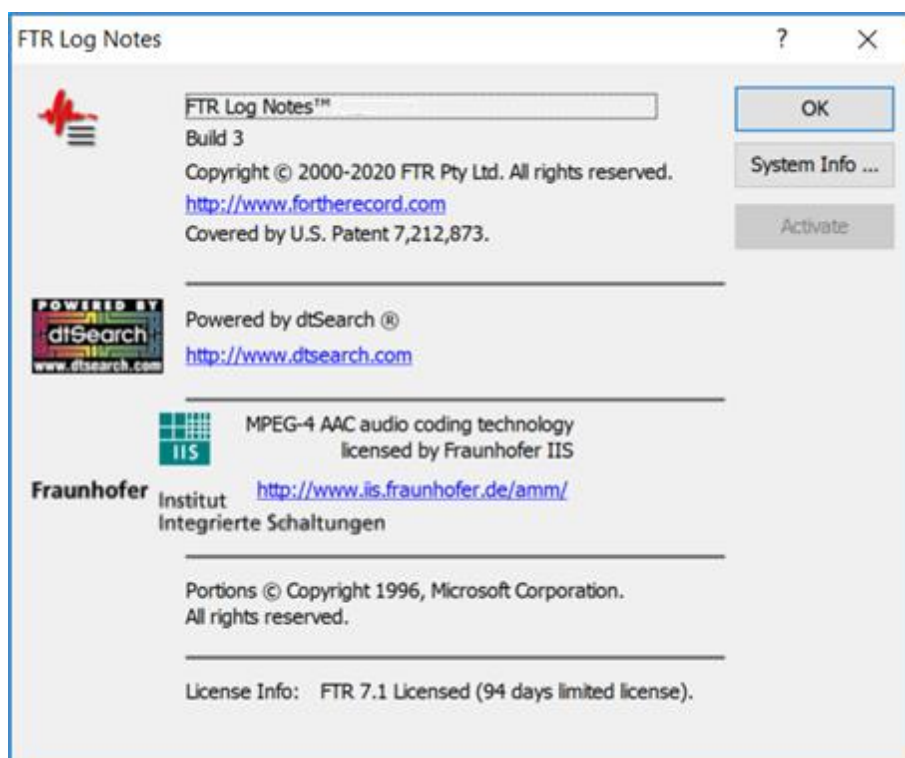 FTR Log Notes
?
FTR Log Notes™
Build 3
Copyright © 2000-2020 FTR Pty Ltd. All rights reserved.
http://www.fortherecord.com
Covered by U.S. Patent 7,212,873.
OK
System Info ...
Activate
POWERED BY
dtSearch
www.dtsearch.com
Powered by dtSearch ®
http://www.dtsearch.com
IIS
MPEG-4 AAC audio coding technology
licensed by Fraunhofer IIS
Fraunhofer Institut
Integrierte Schaltungen
http://www.iis.fraunhofer.de/amm/
Portions © Copyright 1996, Microsoft Corporation.
All rights reserved.
License Info: FTR 7.1 Licensed (94 days limited license).